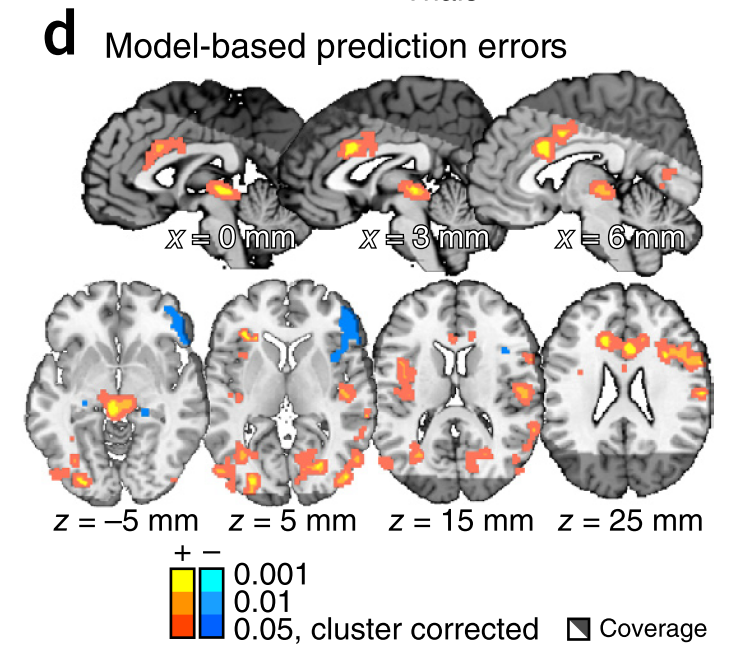 d
Model-based prediction errors
x = 0 mm
x = 3 mm
x = 6 mm
z = –5 mm
z = 5 mm
z = 15 mm
z = 25 mm
+ –
0.001
0.01
0.05, cluster corrected
Coverage